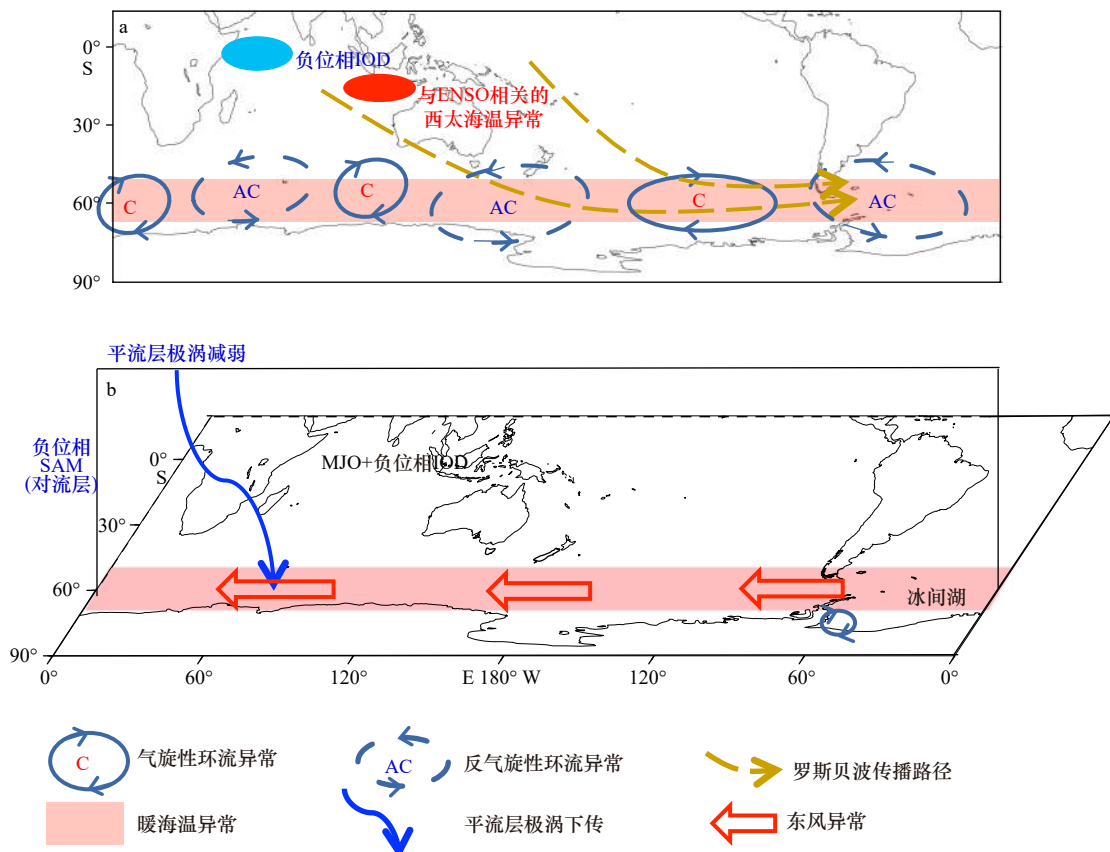 a
0°
S
30°
60°
90°
负位相IOD
与ENSO相关的
西太海温异常
C
AC
C
AC
C
AC
平流层极涡减弱
b
负位相
SAM
(对流层)
0°
S
30°
60°
90°
MJO+负位相IOD
冰间湖
0°
60°
120°
E 180° W
120°
60°
0°
C
气旋性环流异常
AC
反气旋性环流异常
罗斯贝波传播路径
暖海温异常
平流层极涡下传
东风异常